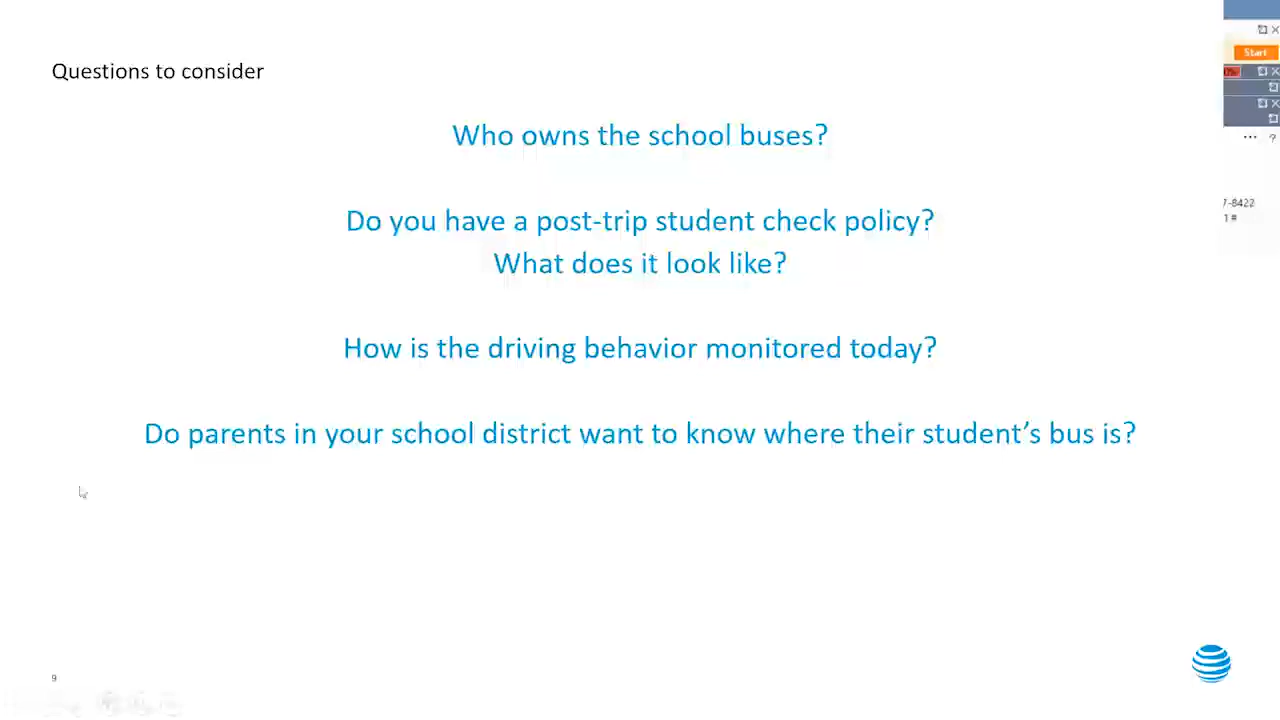 Questions to consider
Start
Who owns the school buses?
... ?
7-8422
1 #
Do you have a post-trip student check policy?
What does it look like?
How is the driving behavior monitored today?
Do parents in your school district want to know where their student's bus is?
9